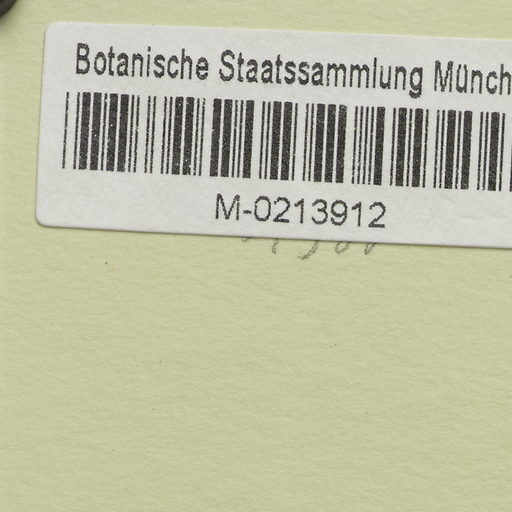 Botanische Staatssammlung Münch
M-0213912